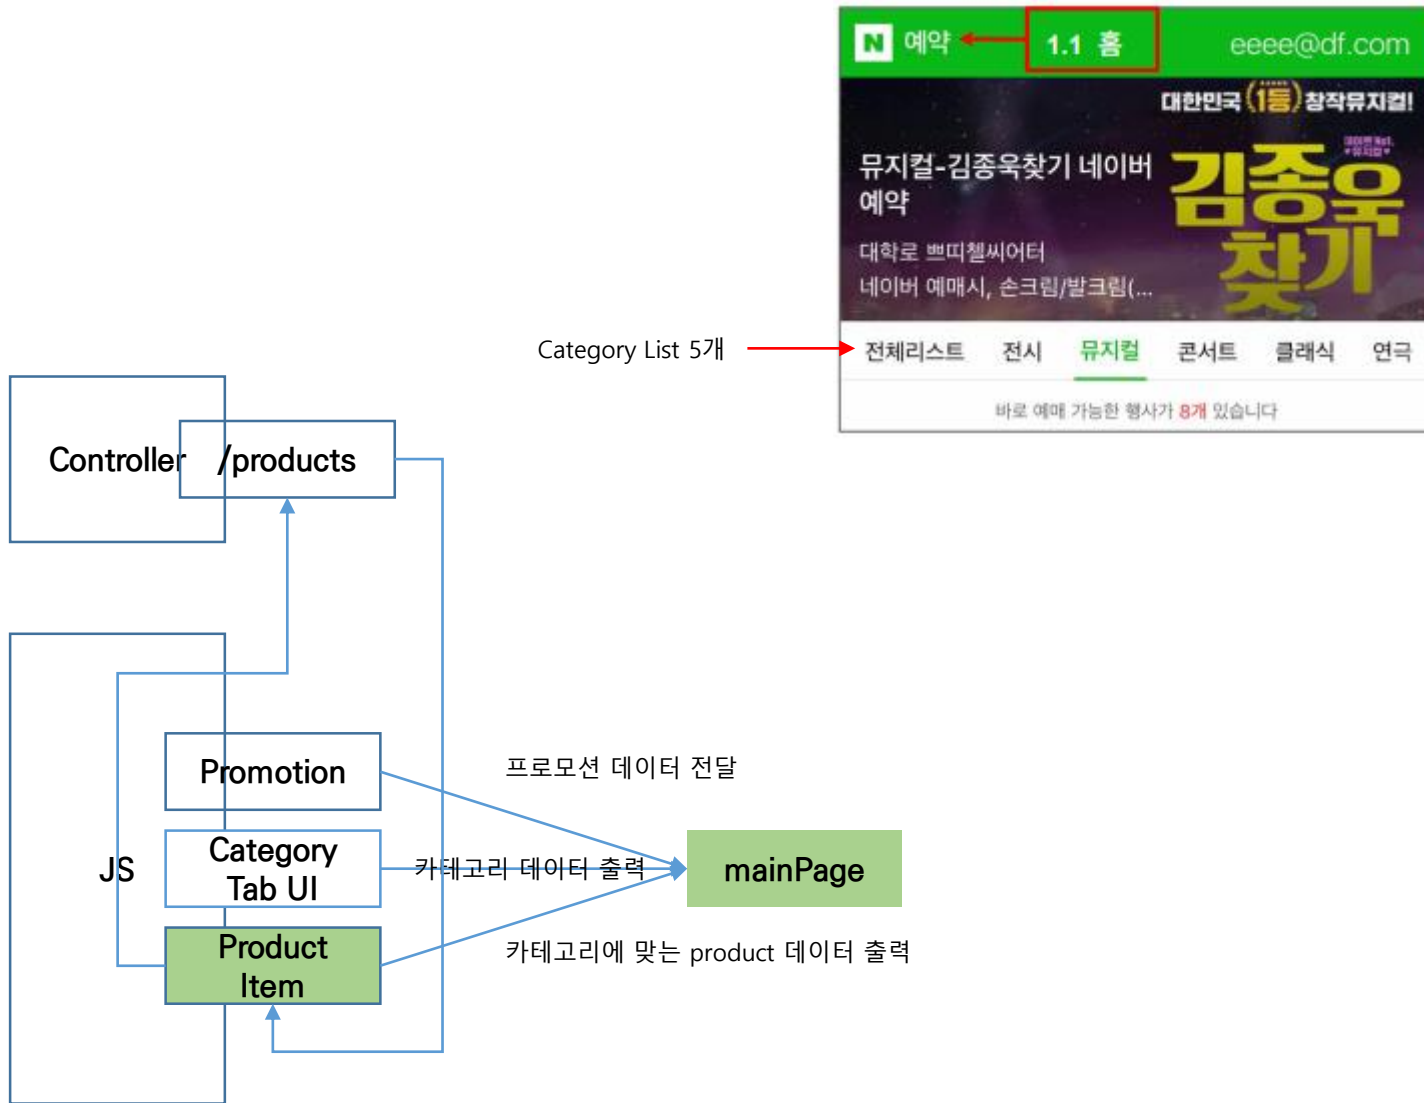 N 예약
1.1 홈
eeee@df.com
대한민국 1등 창작뮤지컬!
뮤지컬-김종욱찾기 네이버
예약
김종욱
찾기
대학로 쁘띠첼씨어터
네이버 예매시, 손크림/발크림(...
Category List 5개
전체리스트 전시 뮤지컬 콘서트 클래식 연극
바로 예매 가능한 행사가 8개 있습니다
Controller
/products
JS
Promotion
프로모션 데이터 전달
Category
Tab UI
카테고리 데이터 출력
mainPage
Product
Item
카테고리에 맞는 product 데이터 출력